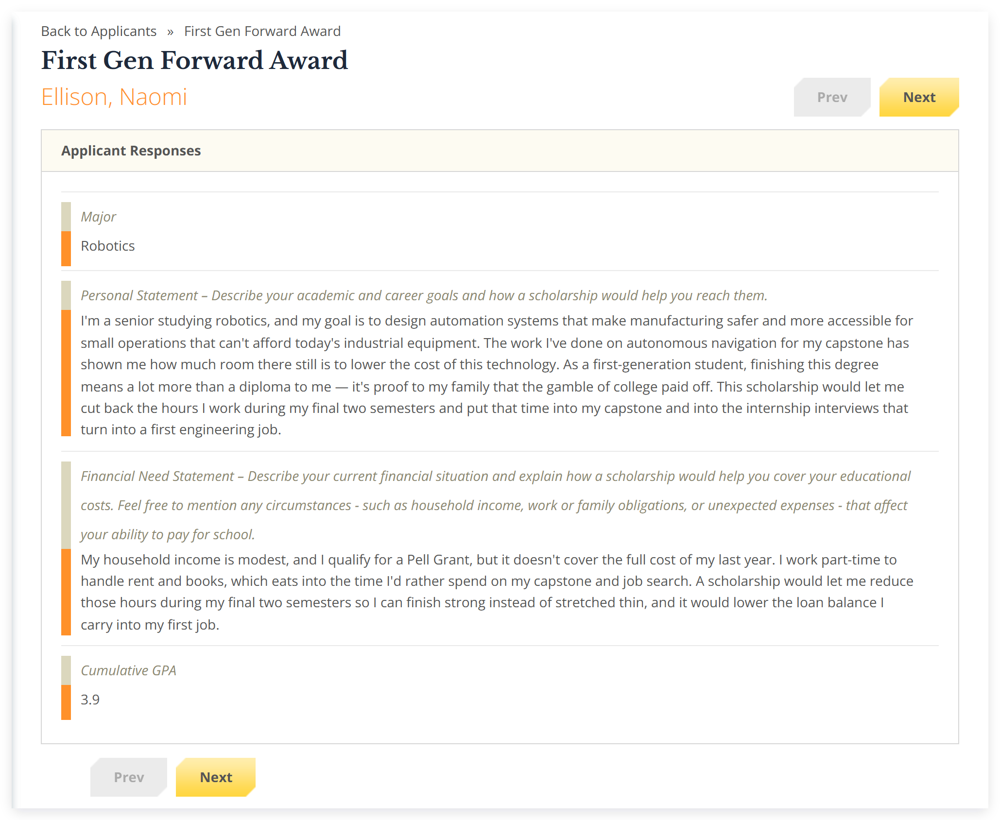 Back to Applicants » First Gen Forward Award
First Gen Forward Award
Ellison, Naomi
Prev Next
Applicant Responses
Major
Robotics
Personal Statement – Describe your academic and career goals and how a scholarship would help you reach them.
I'm a senior studying robotics, and my goal is to design automation systems that make manufacturing safer and more accessible for
small operations that can't afford today's industrial equipment. The work I've done on autonomous navigation for my capstone has
shown me how much room there still is to lower the cost of this technology. As a first-generation student, finishing this degree
means a lot more than a diploma to me — it's proof to my family that the gamble of college paid off. This scholarship would let me
cut back the hours I work during my final two semesters and put that time into my capstone and into the internship interviews that
turn into a first engineering job.
Financial Need Statement – Describe your current financial situation and explain how a scholarship would help you cover your educational
costs. Feel free to mention any circumstances - such as household income, work or family obligations, or unexpected expenses - that affect
your ability to pay for school.
My household income is modest, and I qualify for a Pell Grant, but it doesn't cover the full cost of my last year. I work part-time to
handle rent and books, which eats into the time I'd rather spend on my capstone and job search. A scholarship would let me reduce
those hours during my final two semesters so I can finish strong instead of stretched thin, and it would lower the loan balance I
carry into my first job.
Cumulative GPA
3.9
Prev Next